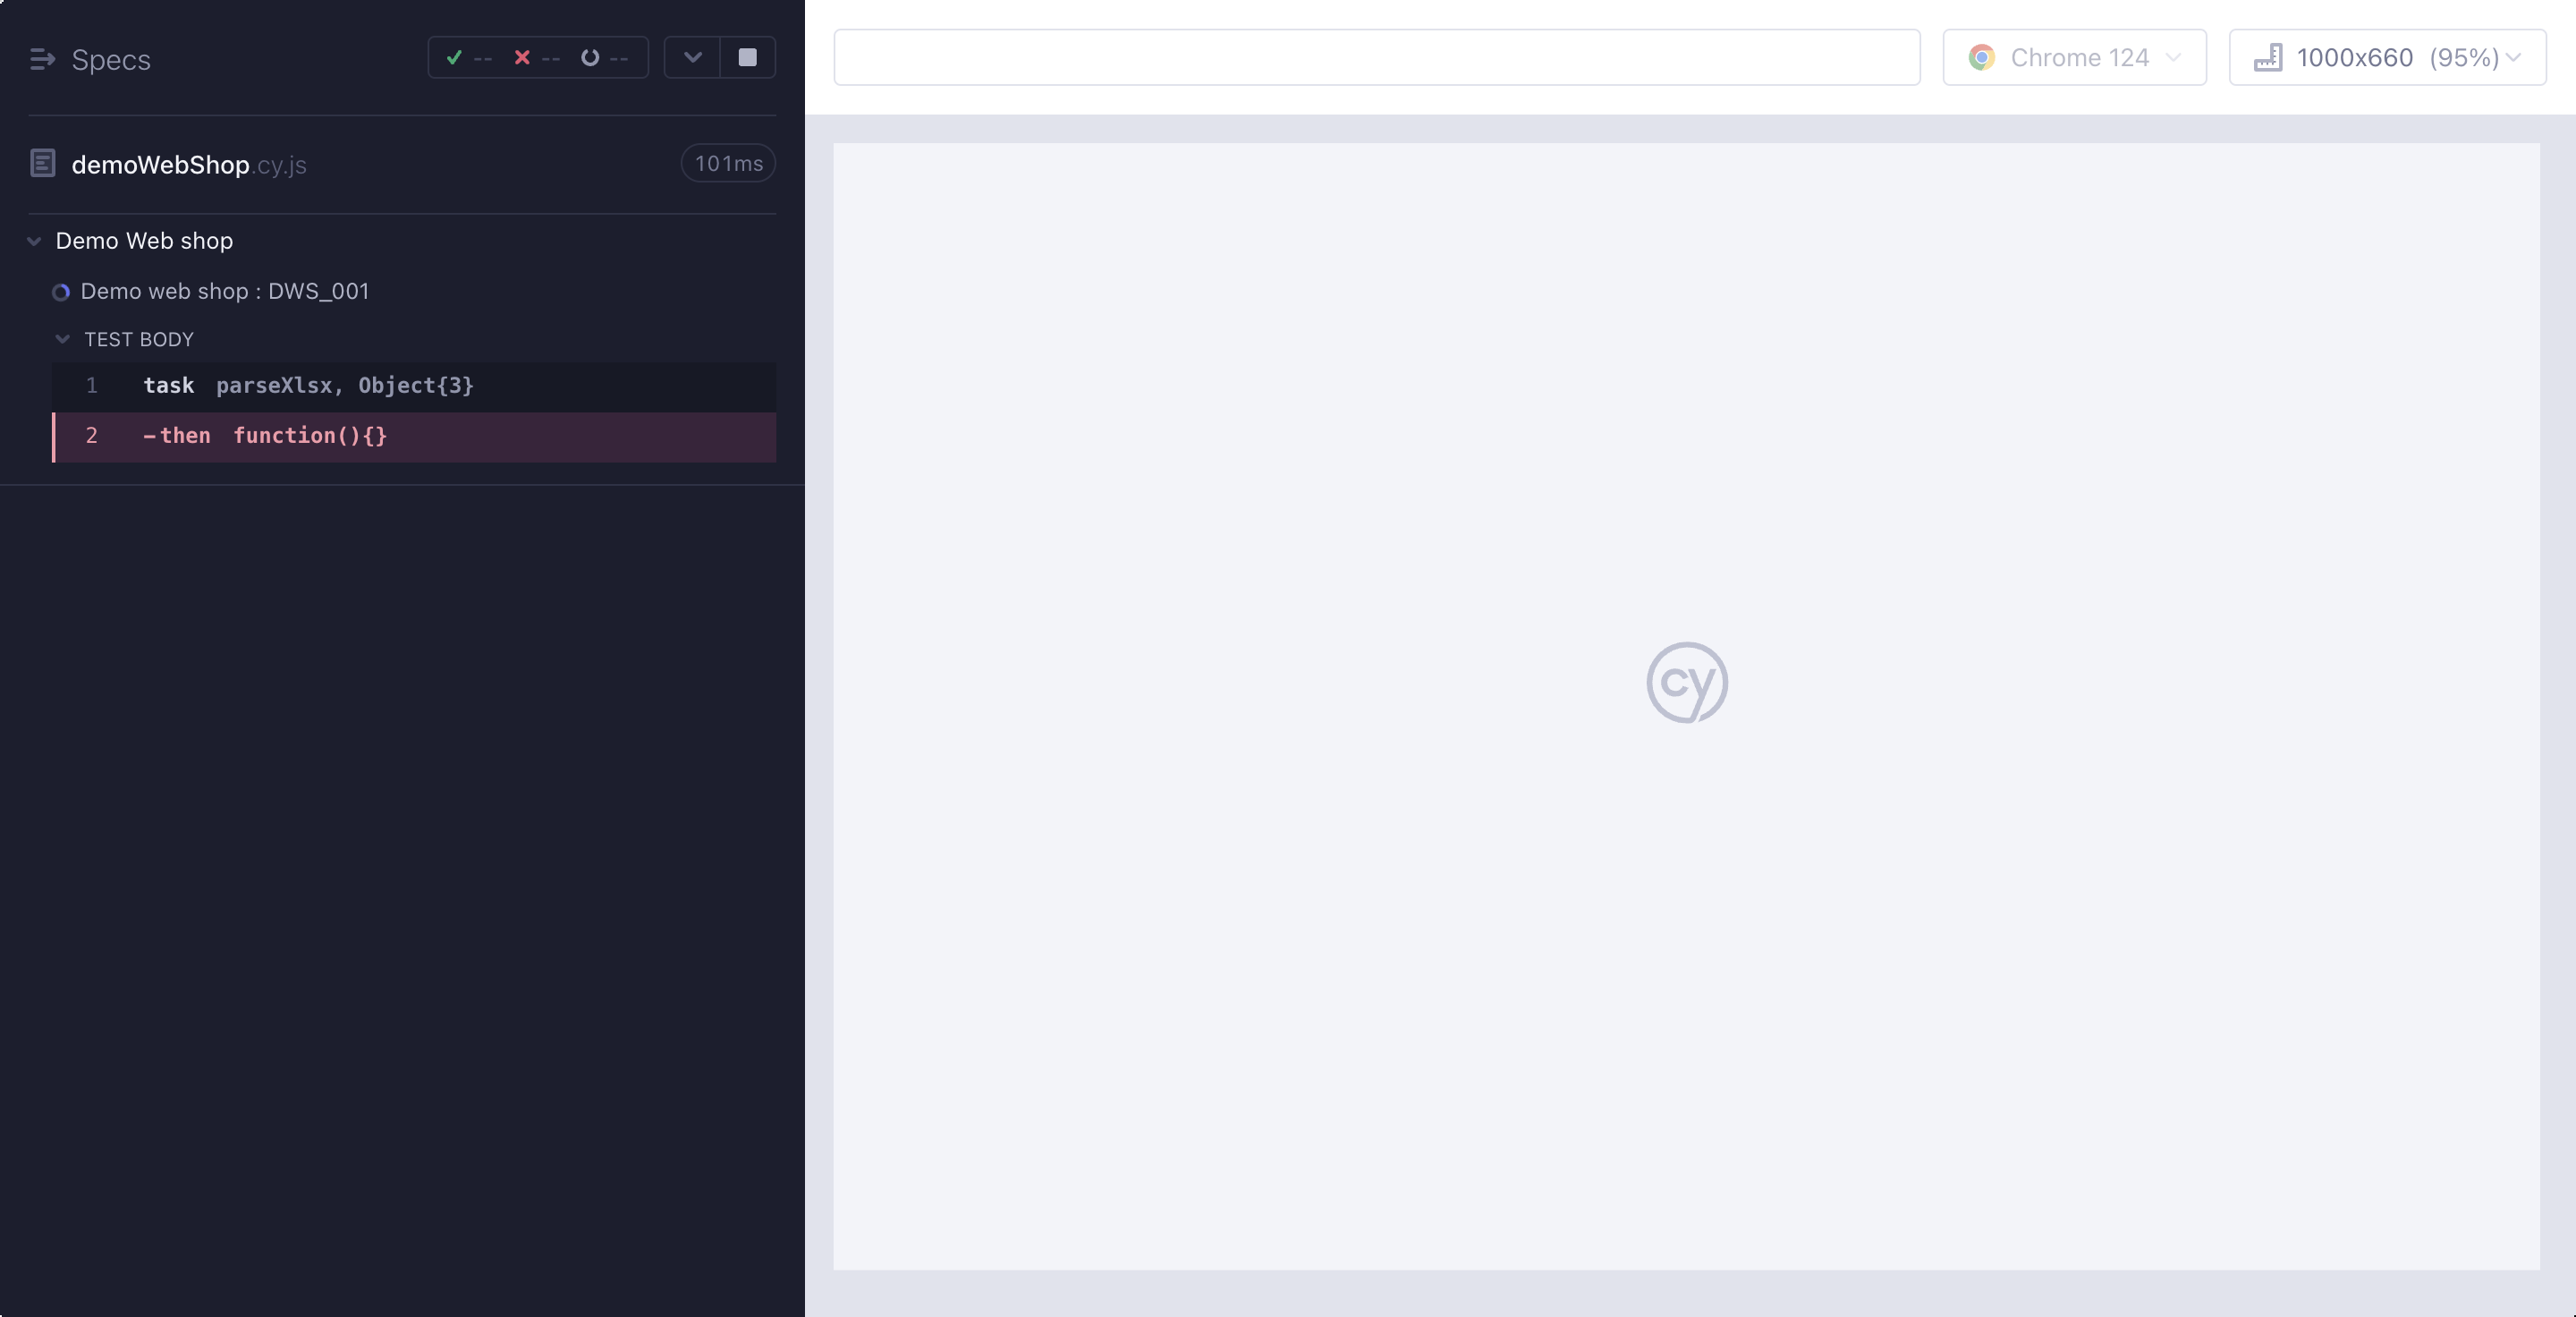 Specs -- -- --
demoWebShop.cy.js 101ms
Demo Web shop
Demo web shop : DWS_001
TEST BODY
1 task parseXlsx, Object{3}
2 -then function(){}
Chrome 124 1000x660 (95%)
cy